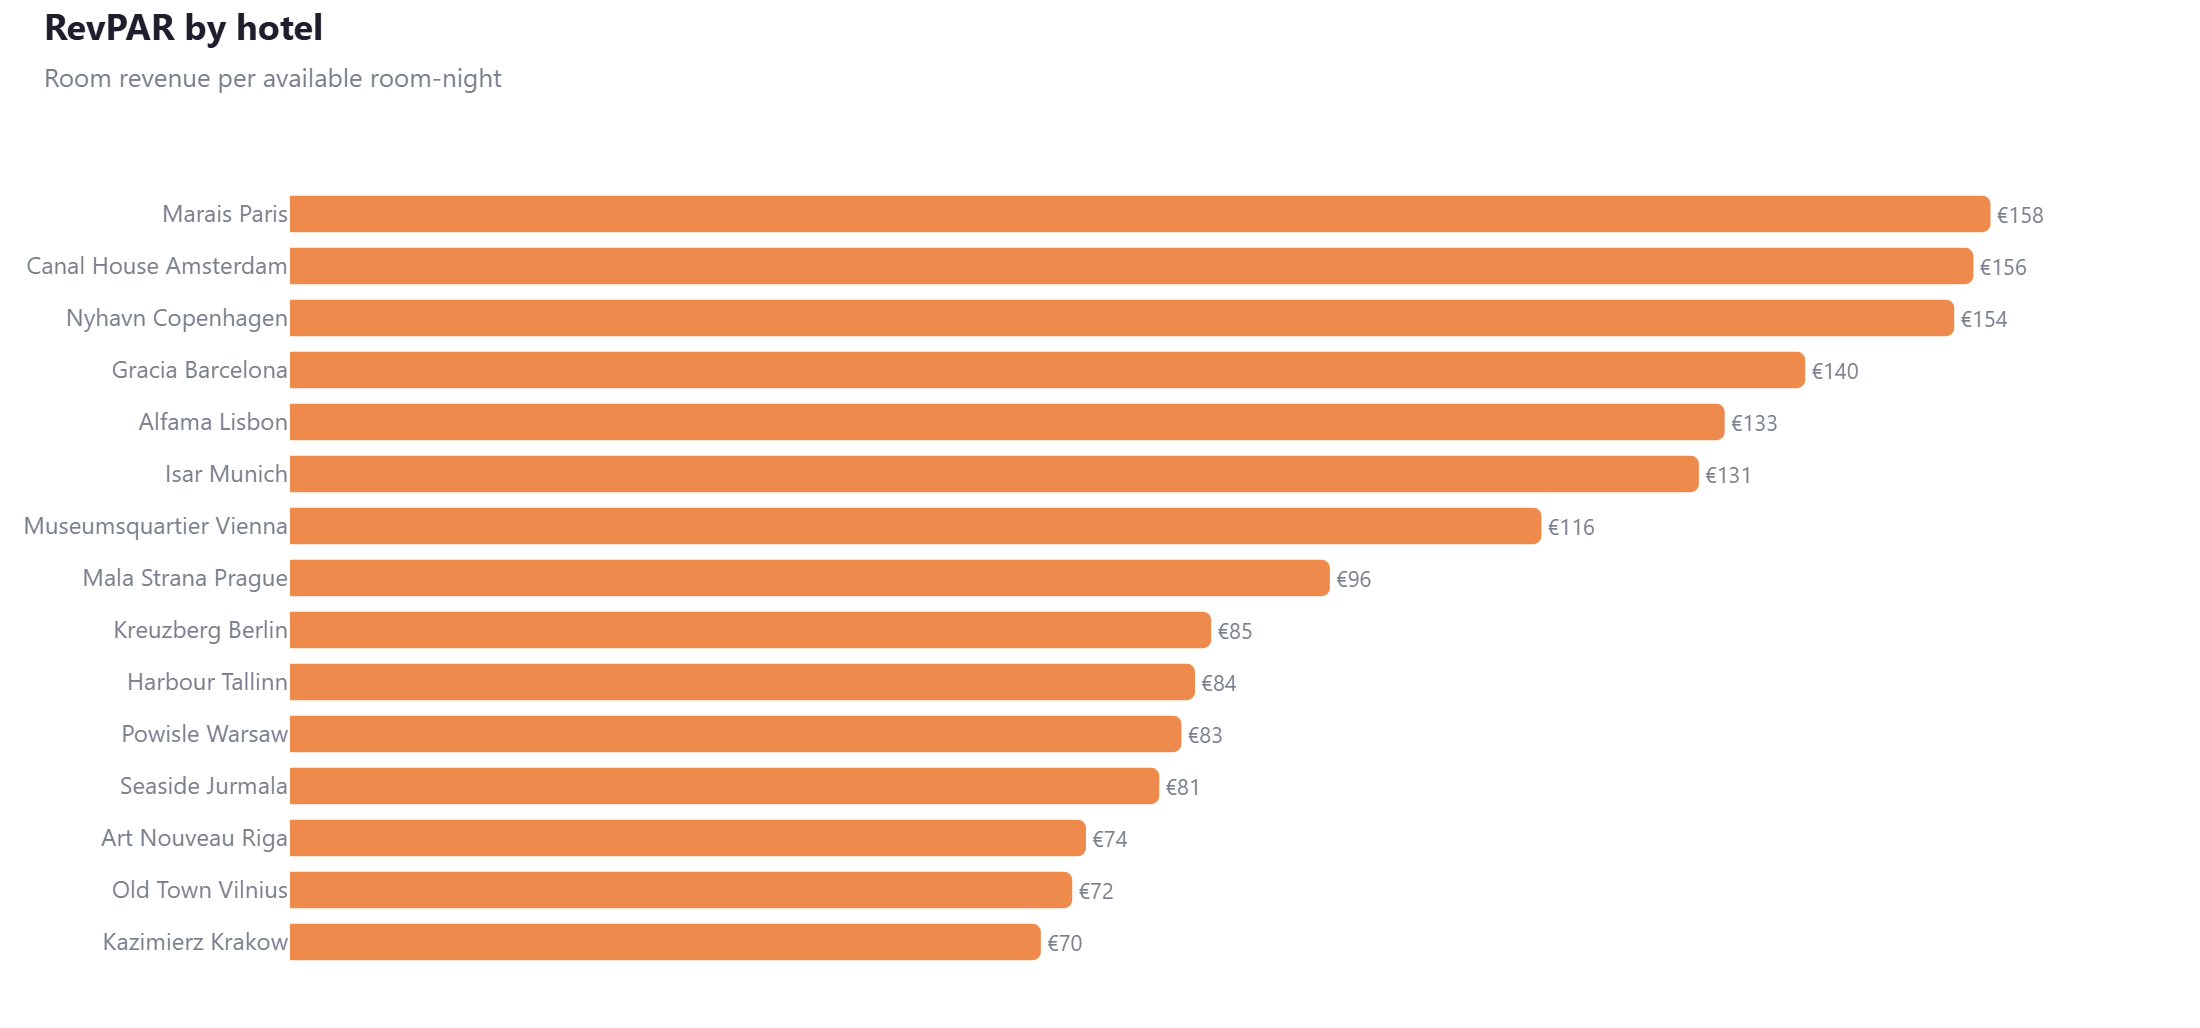 RevPAR by hotel
Room revenue per available room-night
Marais Paris €158
Canal House Amsterdam €156
Nyhavn Copenhagen €154
Gracia Barcelona €140
Alfama Lisbon €133
Isar Munich €131
Museumsquartier Vienna €116
Mala Strana Prague €96
Kreuzberg Berlin €85
Harbour Tallinn €84
Powisle Warsaw €83
Seaside Jurmala €81
Art Nouveau Riga €74
Old Town Vilnius €72
Kazimierz Krakow €70